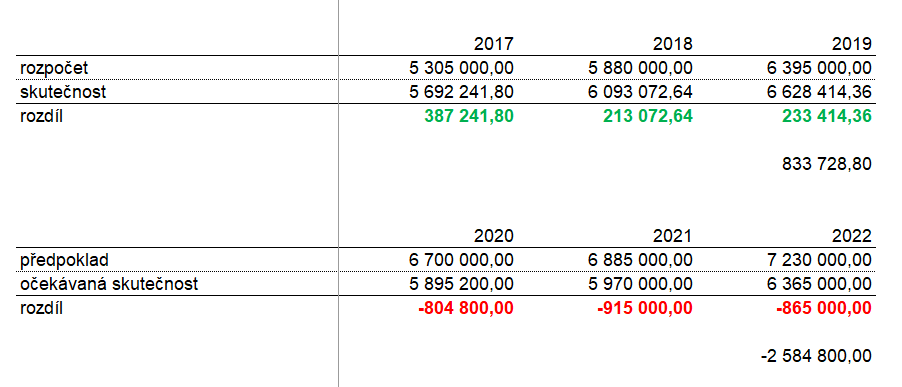 2017 2018 2019
rozpočet 5 305 000,00 5 880 000,00 6 395 000,00
skutečnost 5 692 241,80 6 093 072,64 6 628 414,36
rozdíl 387 241,80 213 072,64 233 414,36
833 728,80
2020 2021 2022
předpoklad 6 700 000,00 6 885 000,00 7 230 000,00
očekávaná skutečnost 5 895 200,00 5 970 000,00 6 365 000,00
rozdíl -804 800,00 -915 000,00 -865 000,00
-2 584 800,00